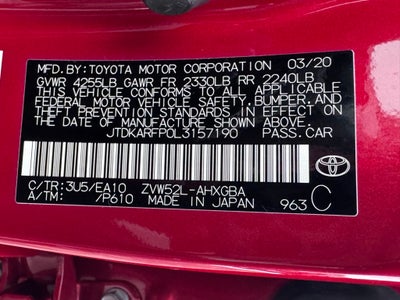 MFD. BY: TOYOTA MOTOR CORPORATION 03/20
GVWR 4255LB GAWR FR 2330LB RR 2240LB
THIS VEHICLE CONFORMS TO ALL APPLICABLE
FEDERAL MOTOR VEHICLE SAFETY, BUMPER, AND
THEFT PREVENTION STANDARDS IN EFFECT ON
THE DATE OF MANUFACTURE SHOWN ABOVE.
JTDKARFP0L3157190 PASS.CAR
C/TR: 3U5/EA10 ZVW52L-AHXGBA
A/TM: /P610 MADE IN JAPAN 963 C